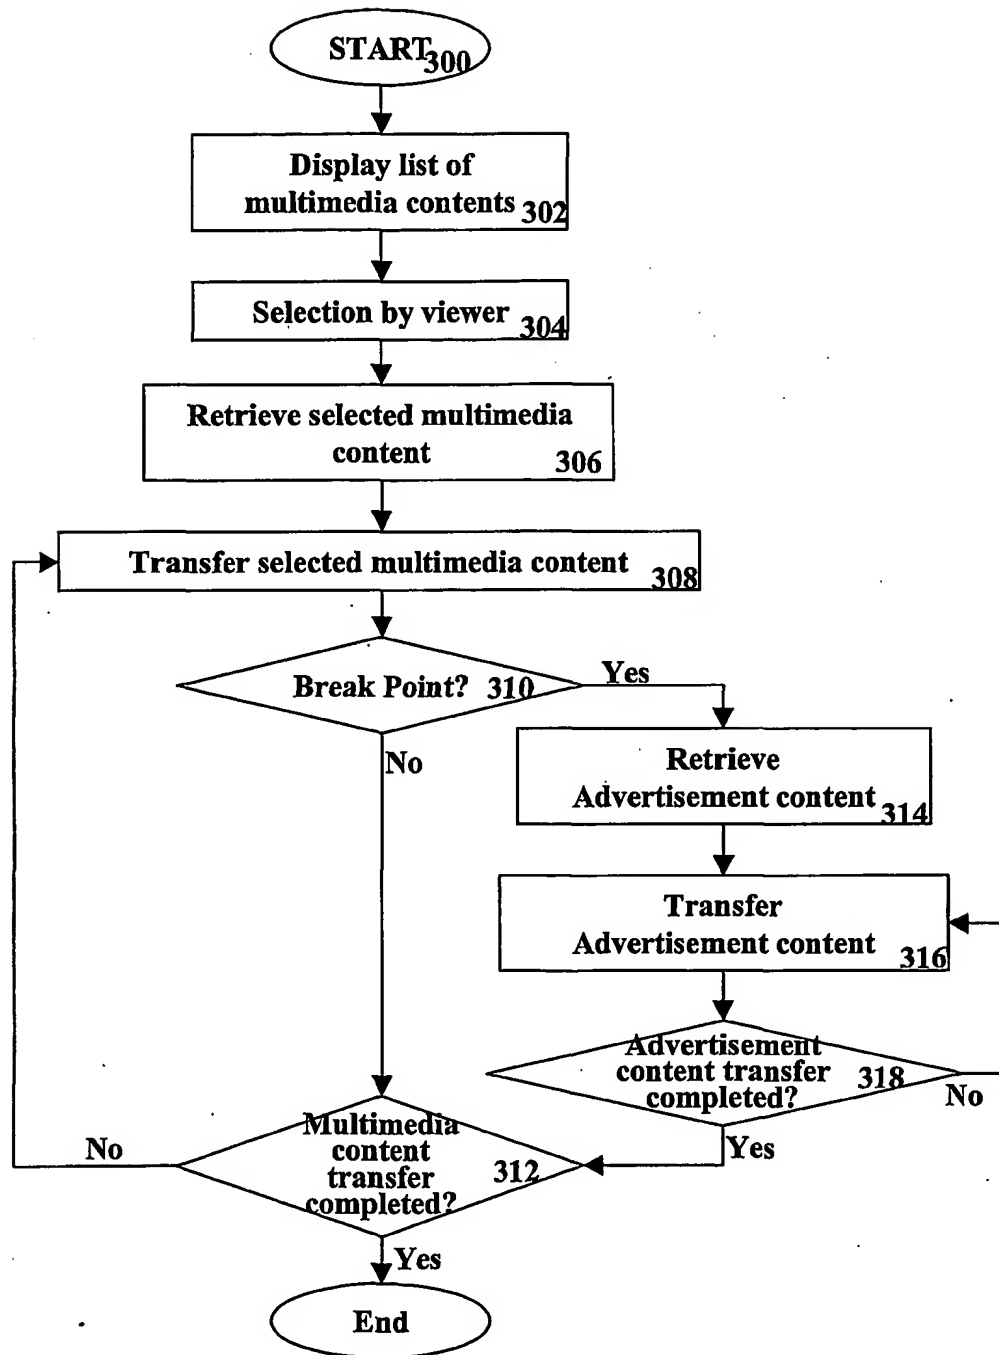 START 300
Display list of
multimedia contents 302
Selection by viewer 304
Retrieve selected multimedia
content 306
Transfer selected multimedia content 308
Break Point? 310
Yes
No
Retrieve
Advertisement content 314
Transfer
Advertisement content 316
Advertisement
content transfer 318
completed?
No
Yes
Multimedia
content
transfer 312
completed?
No
Yes
End